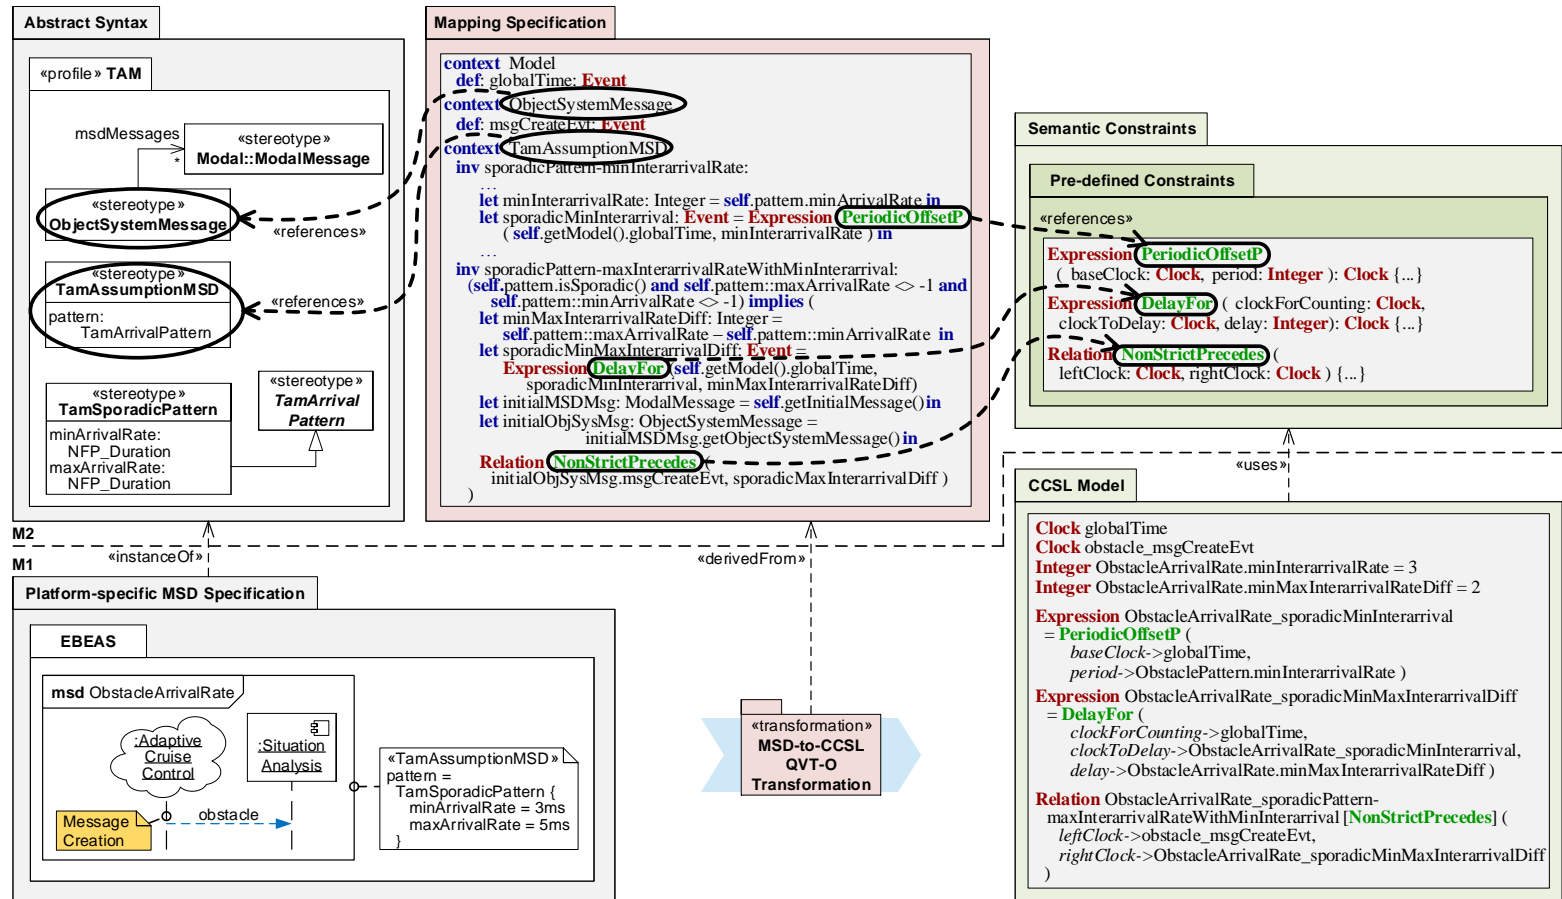 Abstract Syntax
«profile» TAM
msdMessages
*
«stereotype»
Modal::ModalMessage
«stereotype»
ObjectSystemMessage
«references»
«stereotype»
TamAssumptionMSD
pattern:
TamArrivalPattern
«references»
«stereotype»
TamSporadicPattern
minArrivalRate:
NFP_Duration
maxArrivalRate:
NFP_Duration
«stereotype»
TamArrival
Pattern
Mapping Specification
context Model
def: globalTime: Event
context ObjectSystemMessage
def: msgCreateEvt: Event
context TamAssumptionMSD
inv sporadicPattern-minInterarrivalRate:
...
let minInterarrivalRate: Integer = self.pattern.minArrivalRate in
let sporadicMinInterarrival: Event = Expression PeriodicOffsetP
( self.getModel().globalTime, minInterarrivalRate ) in
...
inv sporadicPattern-maxInterarrivalRateWithMinInterarrival:
(self.pattern.isSporadic() and self.pattern::maxArrivalRate <> -1 and
self.pattern::minArrivalRate <> -1) implies (
let minMaxInterarrivalRateDiff: Integer =
self.pattern::maxArrivalRate – self.pattern::minArrivalRate in
let sporadicMinMaxInterarrivalDiff: Event =
Expression DelayFor (self.getModel().globalTime,
sporadicMinInterarrival, minMaxInterarrivalRateDiff)
let initialMSDMsg: ModalMessage = self.getInitialMessage() in
let initialObjSysMsg: ObjectSystemMessage =
initialMSDMsg.getObjectSystemMessage() in
Relation NonStrictPrecedes (
initialObjSysMsg.msgCreateEvt, sporadicMaxInterarrivalDiff )
)
Semantic Constraints
Pre-defined Constraints
«references»
Expression PeriodicOffsetP
( baseClock: Clock, period: Integer ): Clock {...}
Expression DelayFor ( clockForCounting: Clock,
clockToDelay: Clock, delay: Integer): Clock {...}
Relation NonStrictPrecedes (
leftClock: Clock, rightClock: Clock ) {...}
M2
M1
«instanceOf»
«derivedFrom»
«uses»
Platform-specific MSD Specification
EBEAS
msd ObstacleArrivalRate
:Adaptive
Cruise
Control
:Situation
Analysis
obstacle
Message
Creation
«TamAssumptionMSD»
pattern =
TamSporadicPattern {
minArrivalRate = 3ms
maxArrivalRate = 5ms
}
«transformation»
MSD-to-CCSL
QVT-O
Transformation
CCSL Model
Clock globalTime
Clock obstacle_msgCreateEvt
Integer ObstacleArrivalRate.minInterarrivalRate = 3
Integer ObstacleArrivalRate.minMaxInterarrivalRateDiff = 2
Expression ObstacleArrivalRate_sporadicMinInterarrival
= PeriodicOffsetP (
baseClock->globalTime,
period->ObstaclePattern.minInterarrivalRate )
Expression ObstacleArrivalRate_sporadicMinMaxInterarrivalDiff
= DelayFor (
clockForCounting->globalTime,
clockToDelay->ObstacleArrivalRate_sporadicMinInterarrival,
delay->ObstacleArrivalRate.minMaxInterarrivalRateDiff )
Relation ObstacleArrivalRate_sporadicPattern-
maxInterarrivalRateWithMinInterarrival [NonStrictPrecedes] (
leftClock->obstacle_msgCreateEvt,
rightClock->ObstacleArrivalRate_sporadicMinMaxInterarrivalDiff
)